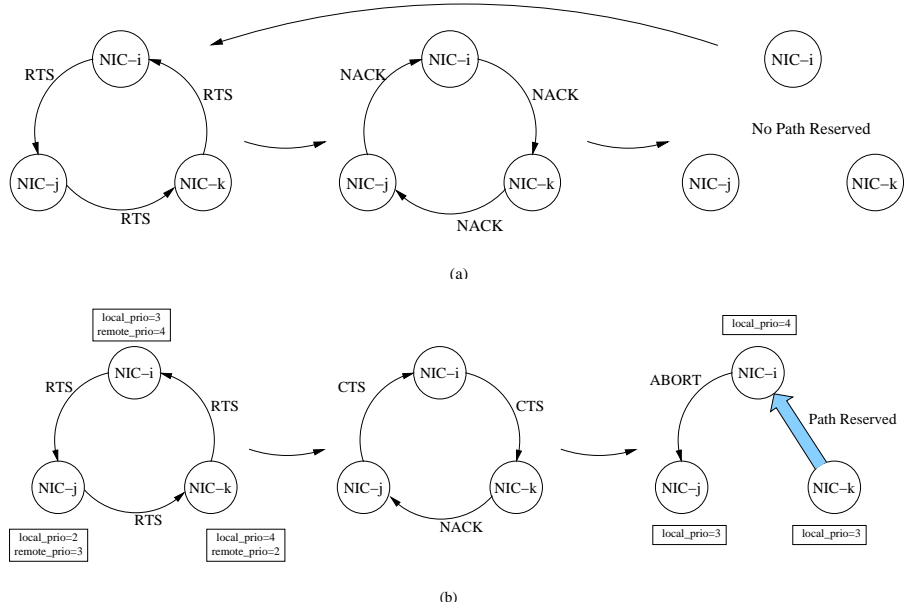 NIC–i
NIC–i
NIC–i
RTS
RTS
NACK
NACK
No Path Reserved
NIC–j
NIC–k
NIC–j
NIC–k
NIC–j
NIC–k
RTS
NACK
(a)
local_prio=3
remote_prio=4
local_prio=4
NIC–i
NIC–i
NIC–i
RTS
RTS
CTS
CTS
ABORT
Path Reserved
NIC–j
NIC–k
NIC–j
NIC–k
NIC–j
NIC–k
RTS
NACK
local_prio=2
remote_prio=3
local_prio=4
remote_prio=2
local_prio=3
local_prio=3
(b)